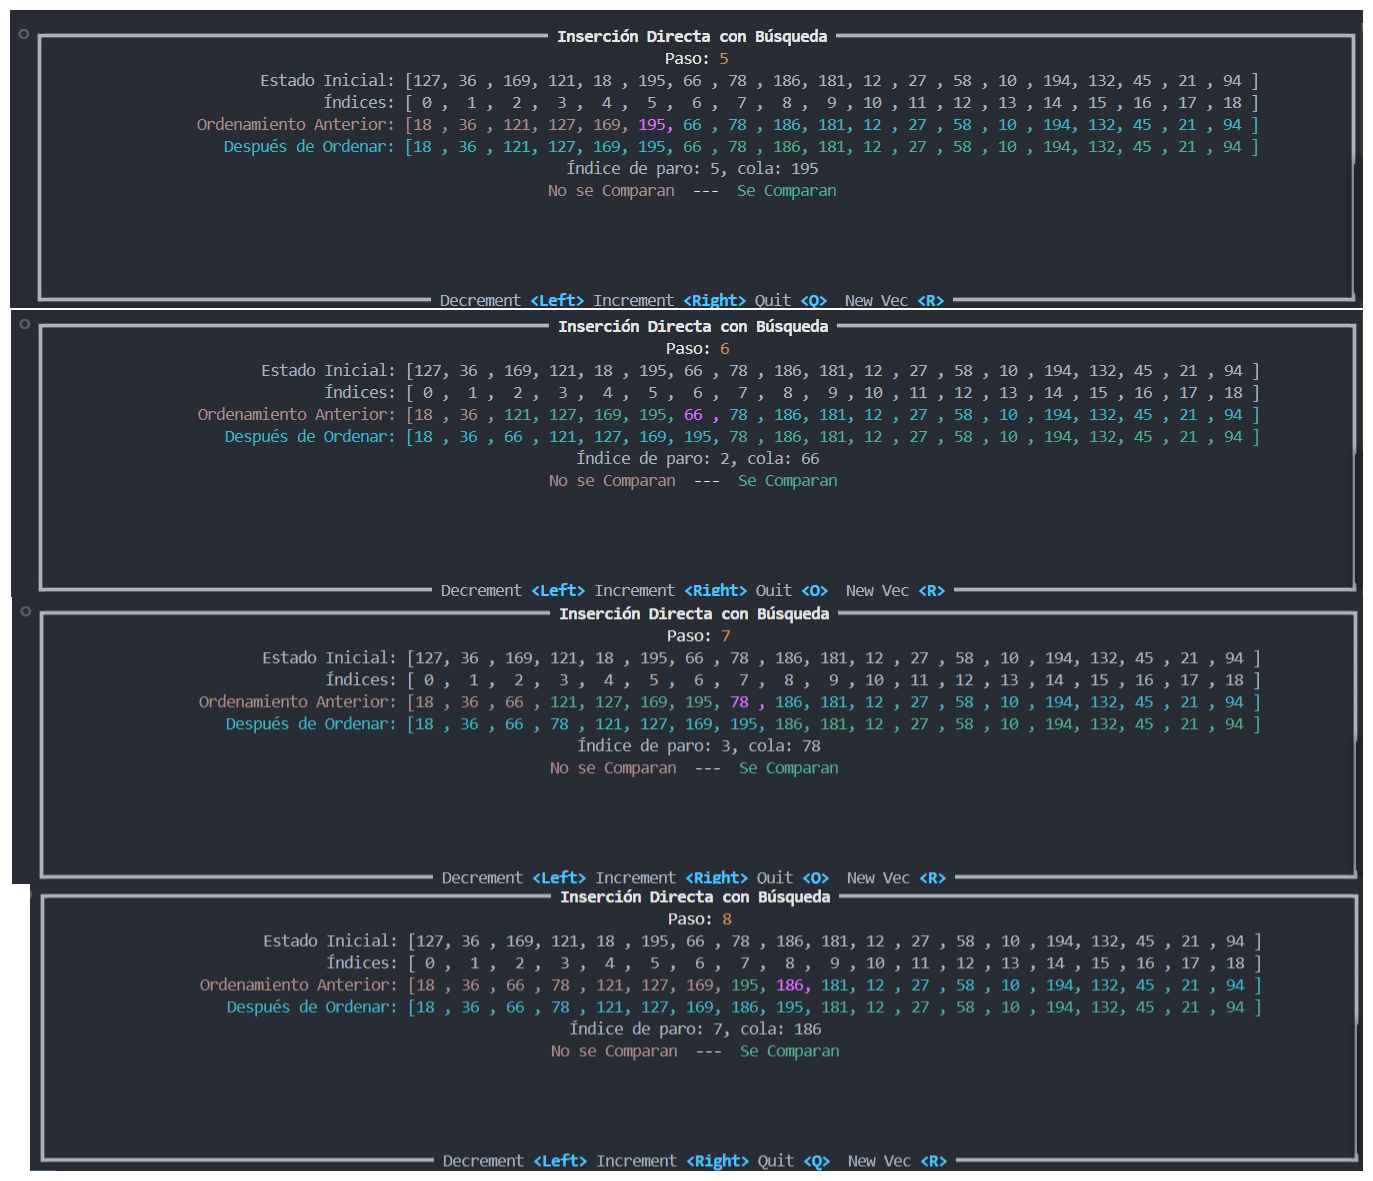 Inserción Directa con Búsqueda
Paso: 5
Estado Inicial: [127, 36 , 169, 121, 18 , 195, 66 , 78 , 186, 181, 12 , 27 , 58 , 10 , 194, 132, 45 , 21 , 94 ]
Índices: [ 0 , 1 , 2 , 3 , 4 , 5 , 6 , 7 , 8 , 9 , 10 , 11 , 12 , 13 , 14 , 15 , 16 , 17 , 18 ]
Ordenamiento Anterior: [18 , 36 , 121, 127, 169, 195, 66 , 78 , 186, 181, 12 , 27 , 58 , 10 , 194, 132, 45 , 21 , 94 ]
Después de Ordenar: [18 , 36 , 121, 127, 169, 195, 66 , 78 , 186, 181, 12 , 27 , 58 , 10 , 194, 132, 45 , 21 , 94 ]
Índice de paro: 5, cola: 195
No se Comparan --- Se Comparan
Decrement <Left> Increment <Right> Quit <Q> New Vec <R>
Inserción Directa con Búsqueda
Paso: 6
Estado Inicial: [127, 36 , 169, 121, 18 , 195, 66 , 78 , 186, 181, 12 , 27 , 58 , 10 , 194, 132, 45 , 21 , 94 ]
Índices: [ 0 , 1 , 2 , 3 , 4 , 5 , 6 , 7 , 8 , 9 , 10 , 11 , 12 , 13 , 14 , 15 , 16 , 17 , 18 ]
Ordenamiento Anterior: [18 , 36 , 121, 127, 169, 195, 66 , 78 , 186, 181, 12 , 27 , 58 , 10 , 194, 132, 45 , 21 , 94 ]
Después de Ordenar: [18 , 36 , 66 , 121, 127, 169, 195, 78 , 186, 181, 12 , 27 , 58 , 10 , 194, 132, 45 , 21 , 94 ]
Índice de paro: 2, cola: 66
No se Comparan --- Se Comparan
Decrement <Left> Increment <Right> Quit <Q> New Vec <R>
Inserción Directa con Búsqueda
Paso: 7
Estado Inicial: [127, 36 , 169, 121, 18 , 195, 66 , 78 , 186, 181, 12 , 27 , 58 , 10 , 194, 132, 45 , 21 , 94 ]
Índices: [ 0 , 1 , 2 , 3 , 4 , 5 , 6 , 7 , 8 , 9 , 10 , 11 , 12 , 13 , 14 , 15 , 16 , 17 , 18 ]
Ordenamiento Anterior: [18 , 36 , 66 , 121, 127, 169, 195, 78 , 186, 181, 12 , 27 , 58 , 10 , 194, 132, 45 , 21 , 94 ]
Después de Ordenar: [18 , 36 , 66 , 78 , 121, 127, 169, 195, 186, 181, 12 , 27 , 58 , 10 , 194, 132, 45 , 21 , 94 ]
Índice de paro: 3, cola: 78
No se Comparan --- Se Comparan
Decrement <Left> Increment <Right> Quit <Q> New Vec <R>
Inserción Directa con Búsqueda
Paso: 8
Estado Inicial: [127, 36 , 169, 121, 18 , 195, 66 , 78 , 186, 181, 12 , 27 , 58 , 10 , 194, 132, 45 , 21 , 94 ]
Índices: [ 0 , 1 , 2 , 3 , 4 , 5 , 6 , 7 , 8 , 9 , 10 , 11 , 12 , 13 , 14 , 15 , 16 , 17 , 18 ]
Ordenamiento Anterior: [18 , 36 , 66 , 78 , 121, 127, 169, 195, 186, 181, 12 , 27 , 58 , 10 , 194, 132, 45 , 21 , 94 ]
Después de Ordenar: [18 , 36 , 66 , 78 , 121, 127, 169, 186, 195, 181, 12 , 27 , 58 , 10 , 194, 132, 45 , 21 , 94 ]
Índice de paro: 7, cola: 186
No se Comparan --- Se Comparan
Decrement <Left> Increment <Right> Quit <Q> New Vec <R>